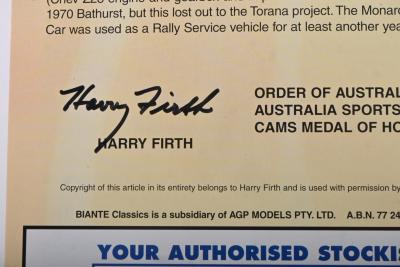 1970 Bathurst, but this lost out to the Torana project. The Monar
Car was used as a Rally Service vehicle for at least another yea
Harry Firth
HARRY FIRTH
ORDER OF AUSTRAL
AUSTRALIA SPORTS
CAMS MEDAL OF HO
Copyright of this article in its entirety belongs to Harry Firth and is used with permission by
BIANTE Classics is a subsidiary of AGP MODELS PTY. LTD. A.B.N. 77 24
YOUR AUTHORISED STOCKIS